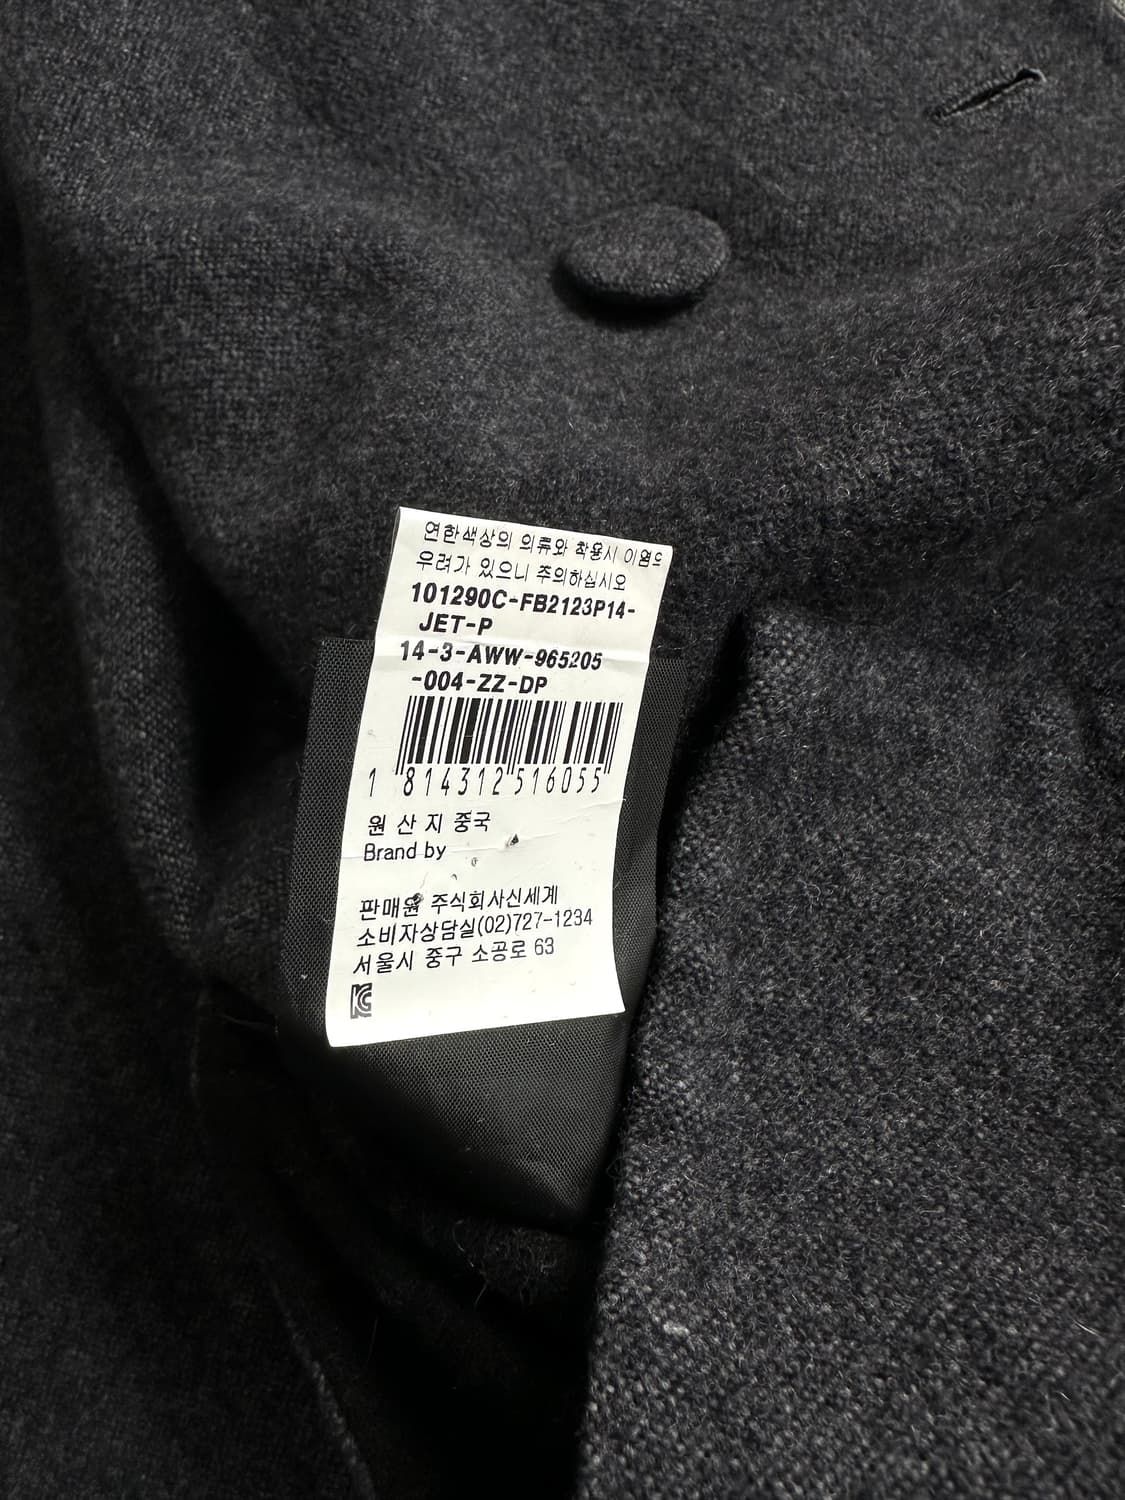 연한색상의 의류와 착용시 이염으
우려가 있으니 주의하십시오
101290C-FB2123P14-
JET-P
14-3-AWW-965205
-004-ZZ-DP
1 814312 516055
원 산 지 중국
Brand by
판매원 주식회사신세계
소비자상담실(02)727-1234
서울시 중구 소공로 63